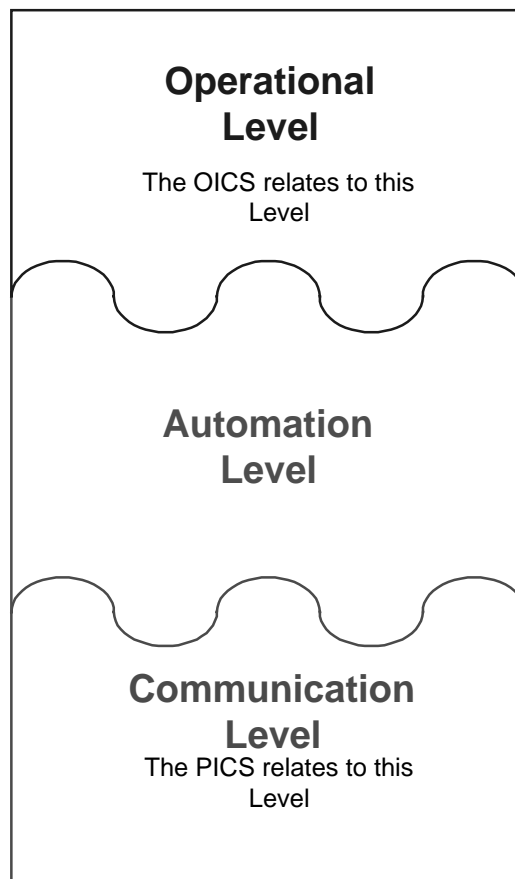 Operational
Level
The OICS relates to this
Level
Automation
Level
Communication
Level
The PICS relates to this
Level